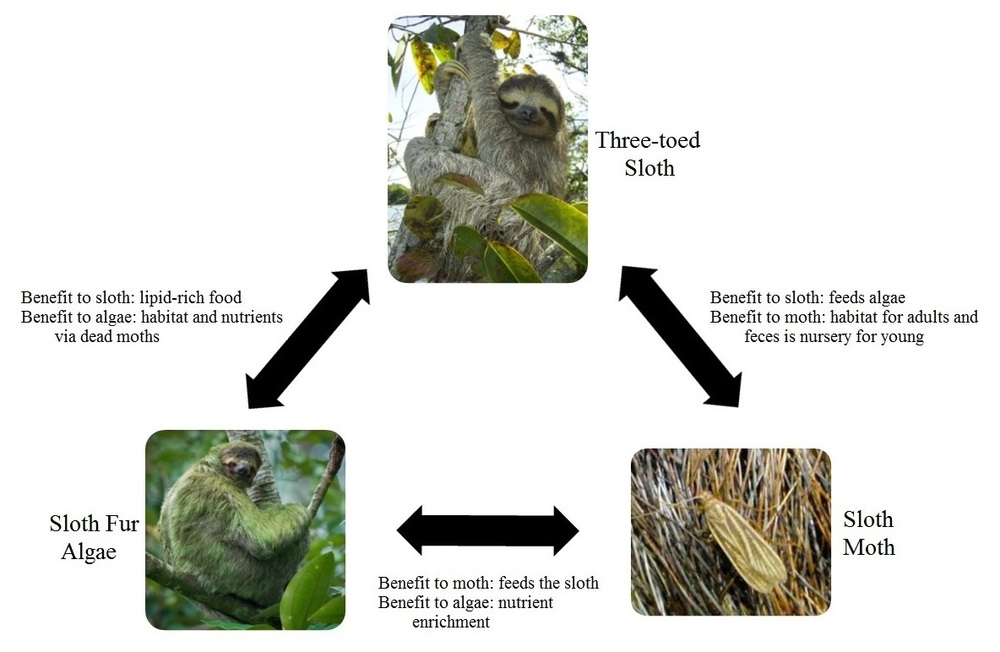 Three-toed
Sloth
Benefit to sloth: lipid-rich food
Benefit to algae: habitat and nutrients
via dead moths
Benefit to sloth: feeds algae
Benefit to moth: habitat for adults and
feces is nursery for young
Sloth Fur
Algae
Sloth
Moth
Benefit to moth: feeds the sloth
Benefit to algae: nutrient
enrichment